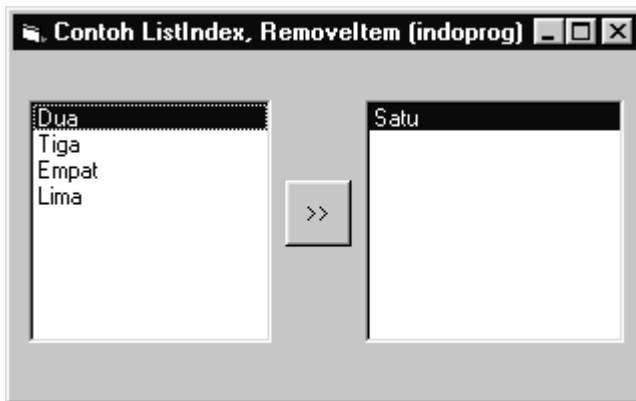 Contoh ListIndex, RemoveItem (indoprog)
Dua
Tiga
Empat
Lima
>>
Satu